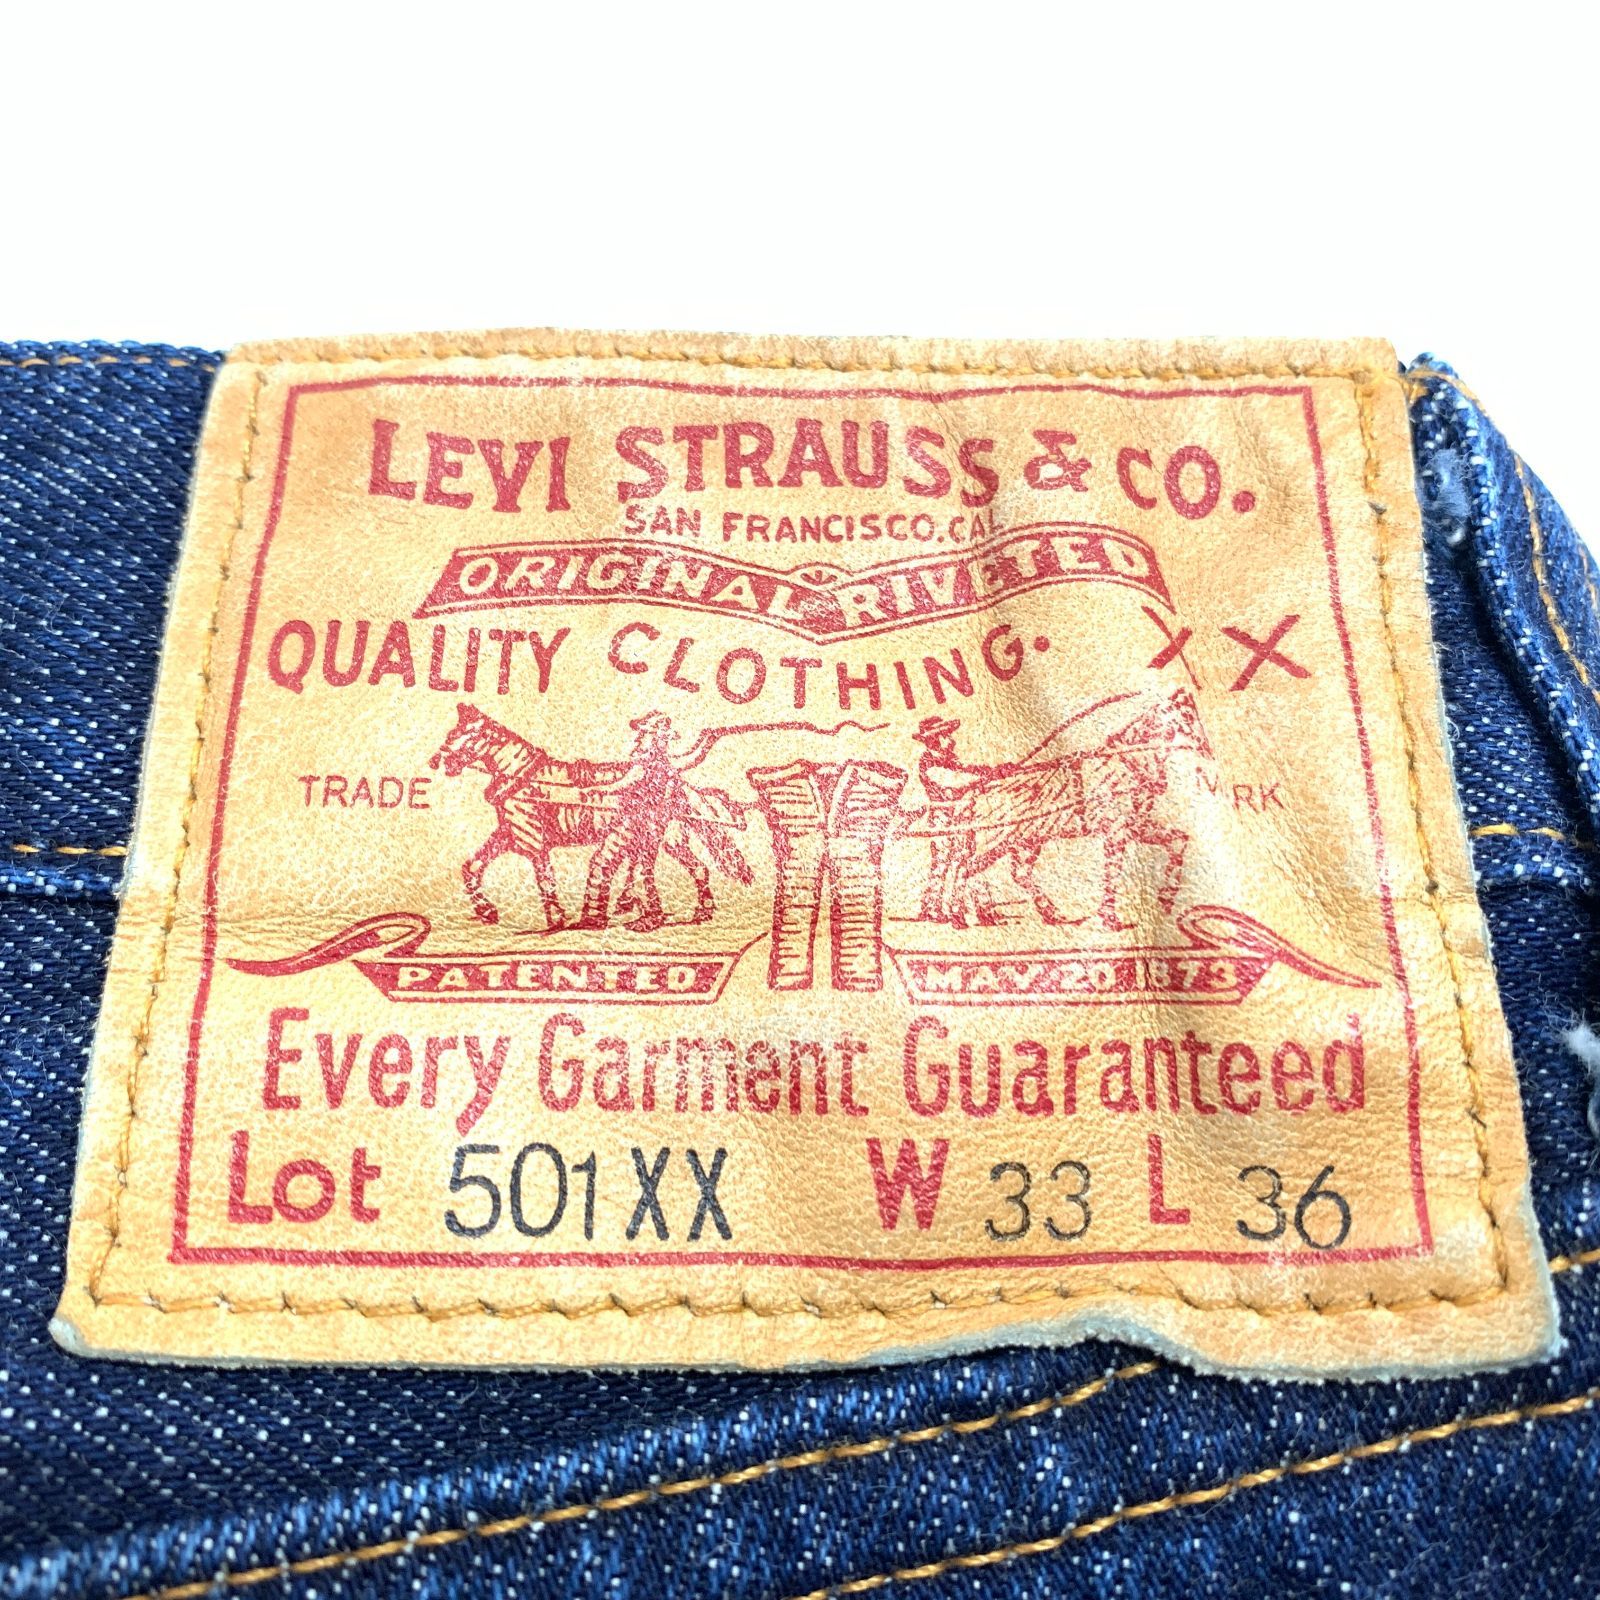 LEVI STRAUSS & CO.
SAN FRANCISCO, CAL
ORIGINAL RIVETED
QUALITY CLOTHING. XX
TRADE MARK
PATENTED MAY 20 1873
Every Garment Guaranteed
Lot 501XX W 33 L 36